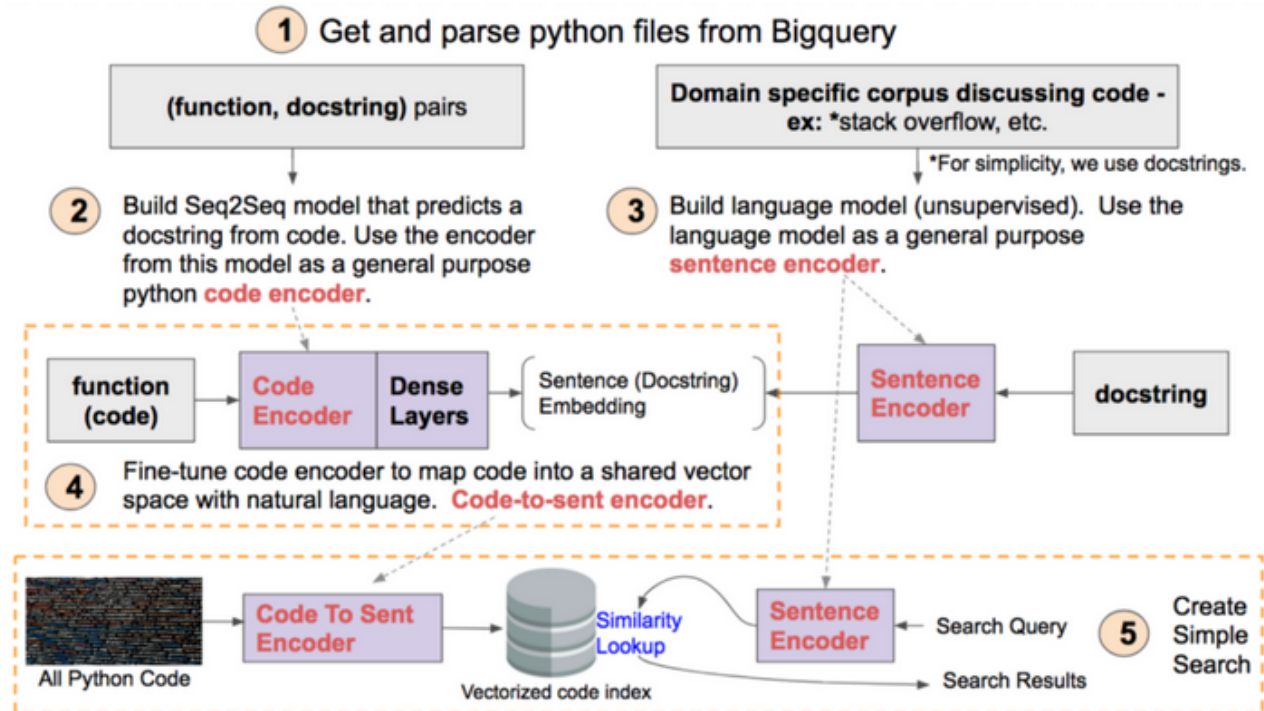 1 Get and parse python files from Bigquery
(function, docstring) pairs
Domain specific corpus discussing code -
ex: *stack overflow, etc.
*For simplicity, we use docstrings.
2
Build Seq2Seq model that predicts a
docstring from code. Use the encoder
from this model as a general purpose
python code encoder.
3
Build language model (unsupervised). Use the
language model as a general purpose
sentence encoder.
function
(code)
Code
Encoder
Dense
Layers
Sentence (Docstring)
Embedding
Sentence
Encoder
docstring
4
Fine-tune code encoder to map code into a shared vector
space with natural language. Code-to-sent encoder.
All Python Code
Code To Sent
Encoder
Vectorized code index
Similarity
Lookup
Sentence
Encoder
Search Query
Search Results
5
Create
Simple
Search